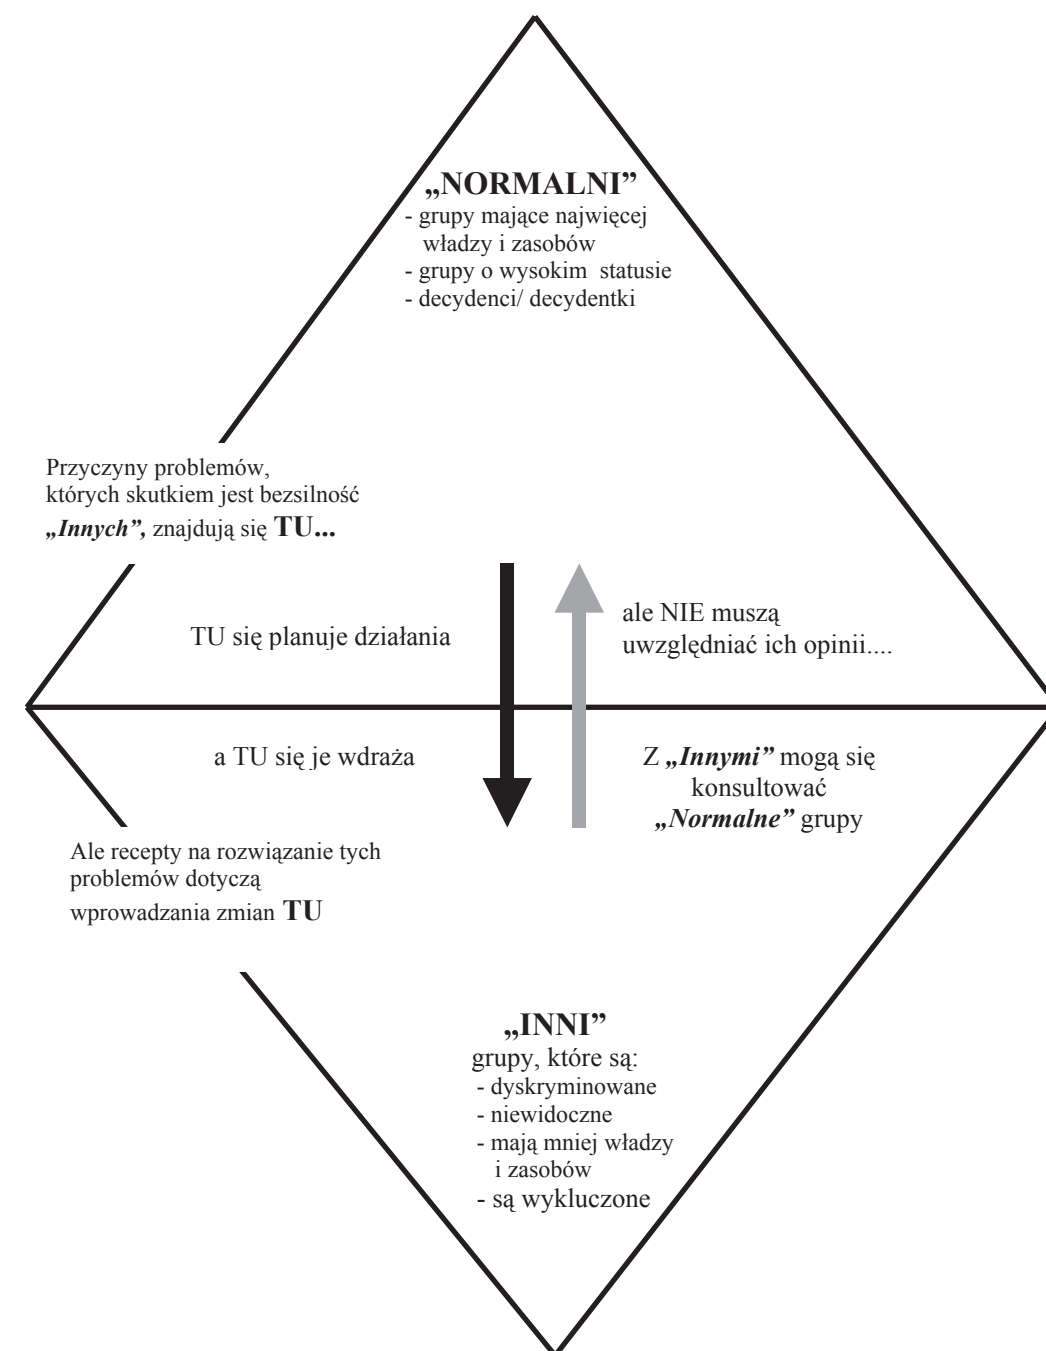 „NORMALNI”
- grupy mające najwięcej
władzy i zasobów
- grupy o wysokim statusie
- decydenci/ decydentki
Przyczyny problemów,
których skutkiem jest bezsilność
„Innych”, znajdują się TU...
TU się planuje działania
ale NIE muszą
uwzględniać ich opinii....
a TU się je wdraża
Z „Innymi” mogą się
konsultować
„Normalne” grupy
Ale recepty na rozwiązanie tych
problemów dotyczą
wprowadzania zmian TU
„INNI”
grupy, które są:
- dyskryminowane
- niewidoczne
- mają mniej władzy
i zasobów
- są wykluczone